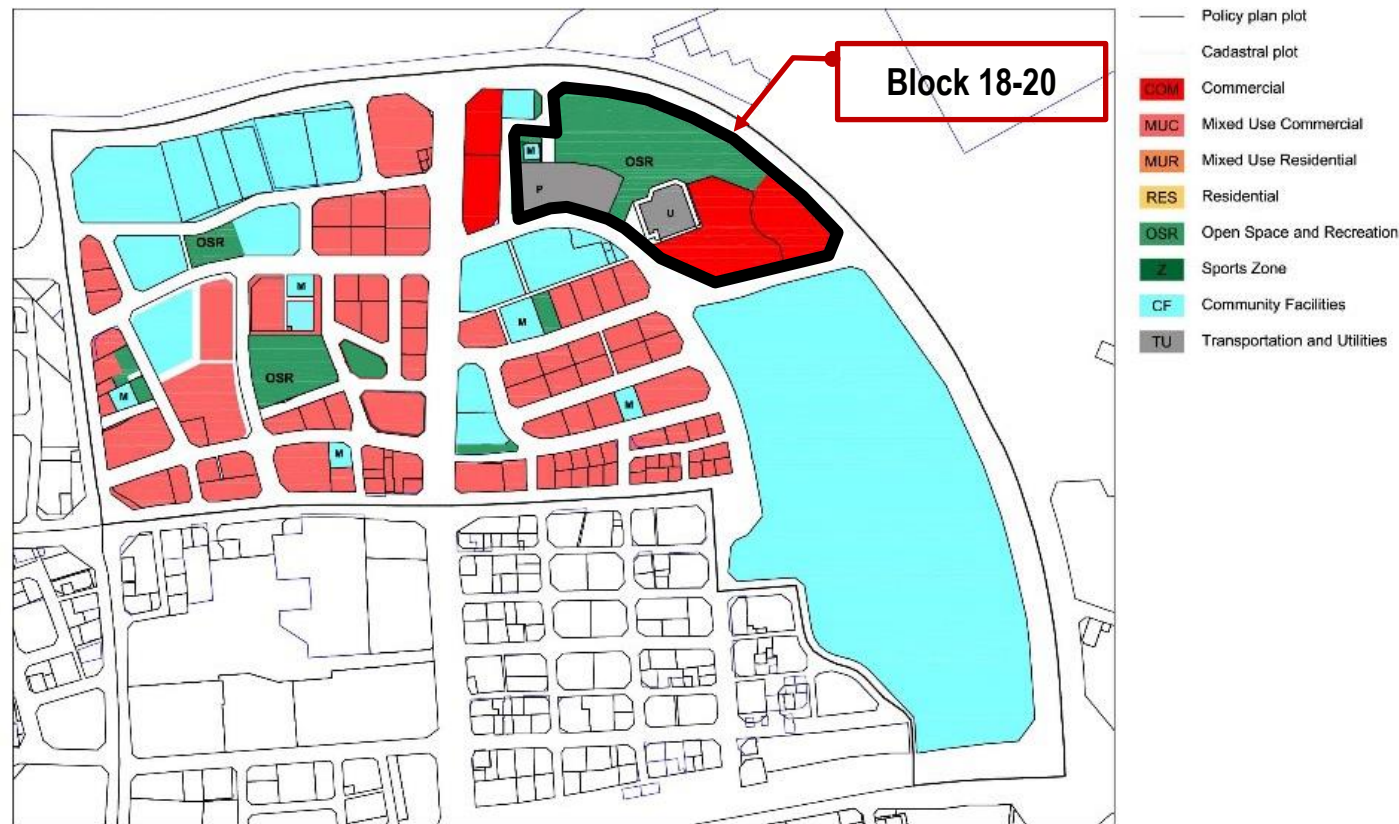 Block 18-20
OSR
M
P
U
OSR
M
M
OSR
M
M
M
Policy plan plot
Cadastral plot
COM Commercial
MUC Mixed Use Commercial
MUR Mixed Use Residential
RES Residential
OSR Open Space and Recreation
Z Sports Zone
CF Community Facilities
TU Transportation and Utilities